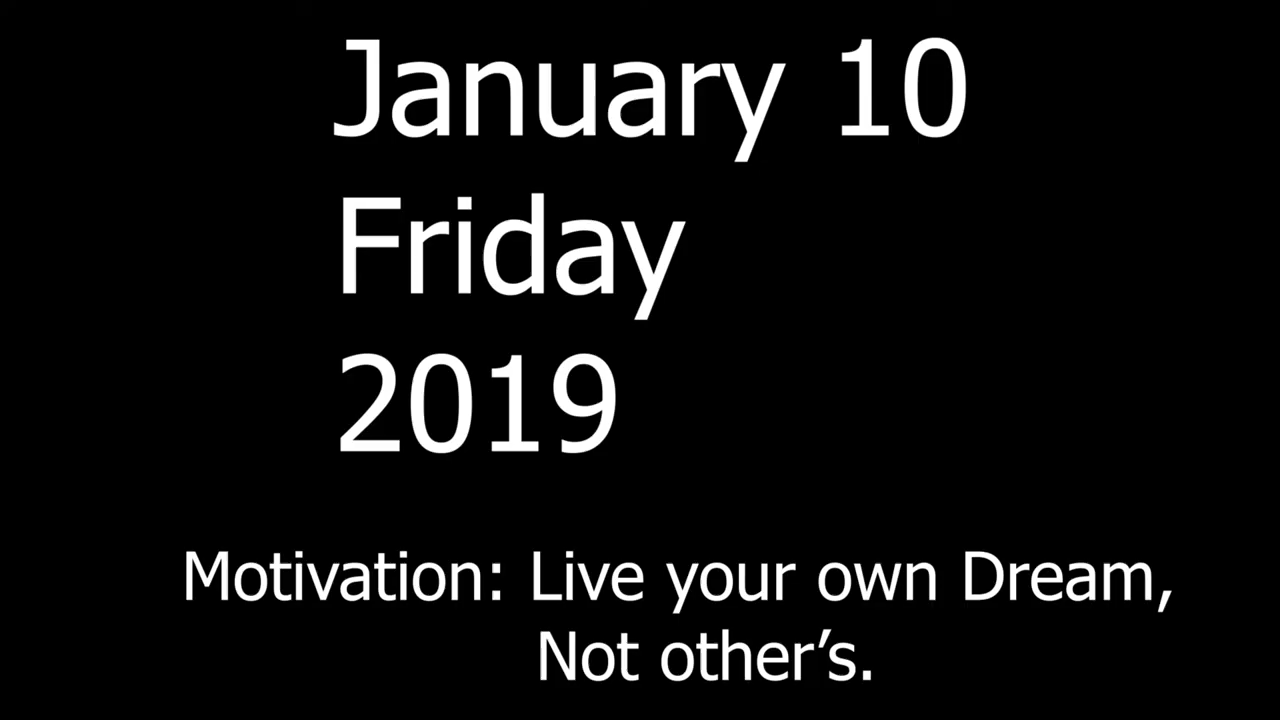 January 10
Friday
2019
Motivation: Live your own Dream,
Not other’s.